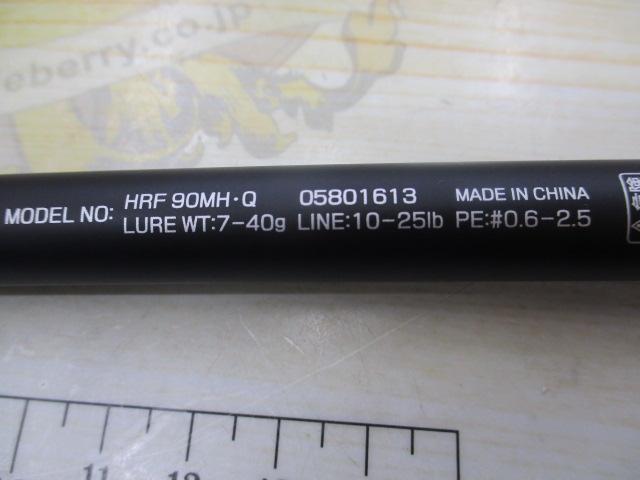 eberry.co.jp
MODEL NO: HRF 90MH·Q 05801613 MADE IN CHINA
LURE WT:7-40g LINE:10-25lb PE:#0.6-2.5
11 12 13